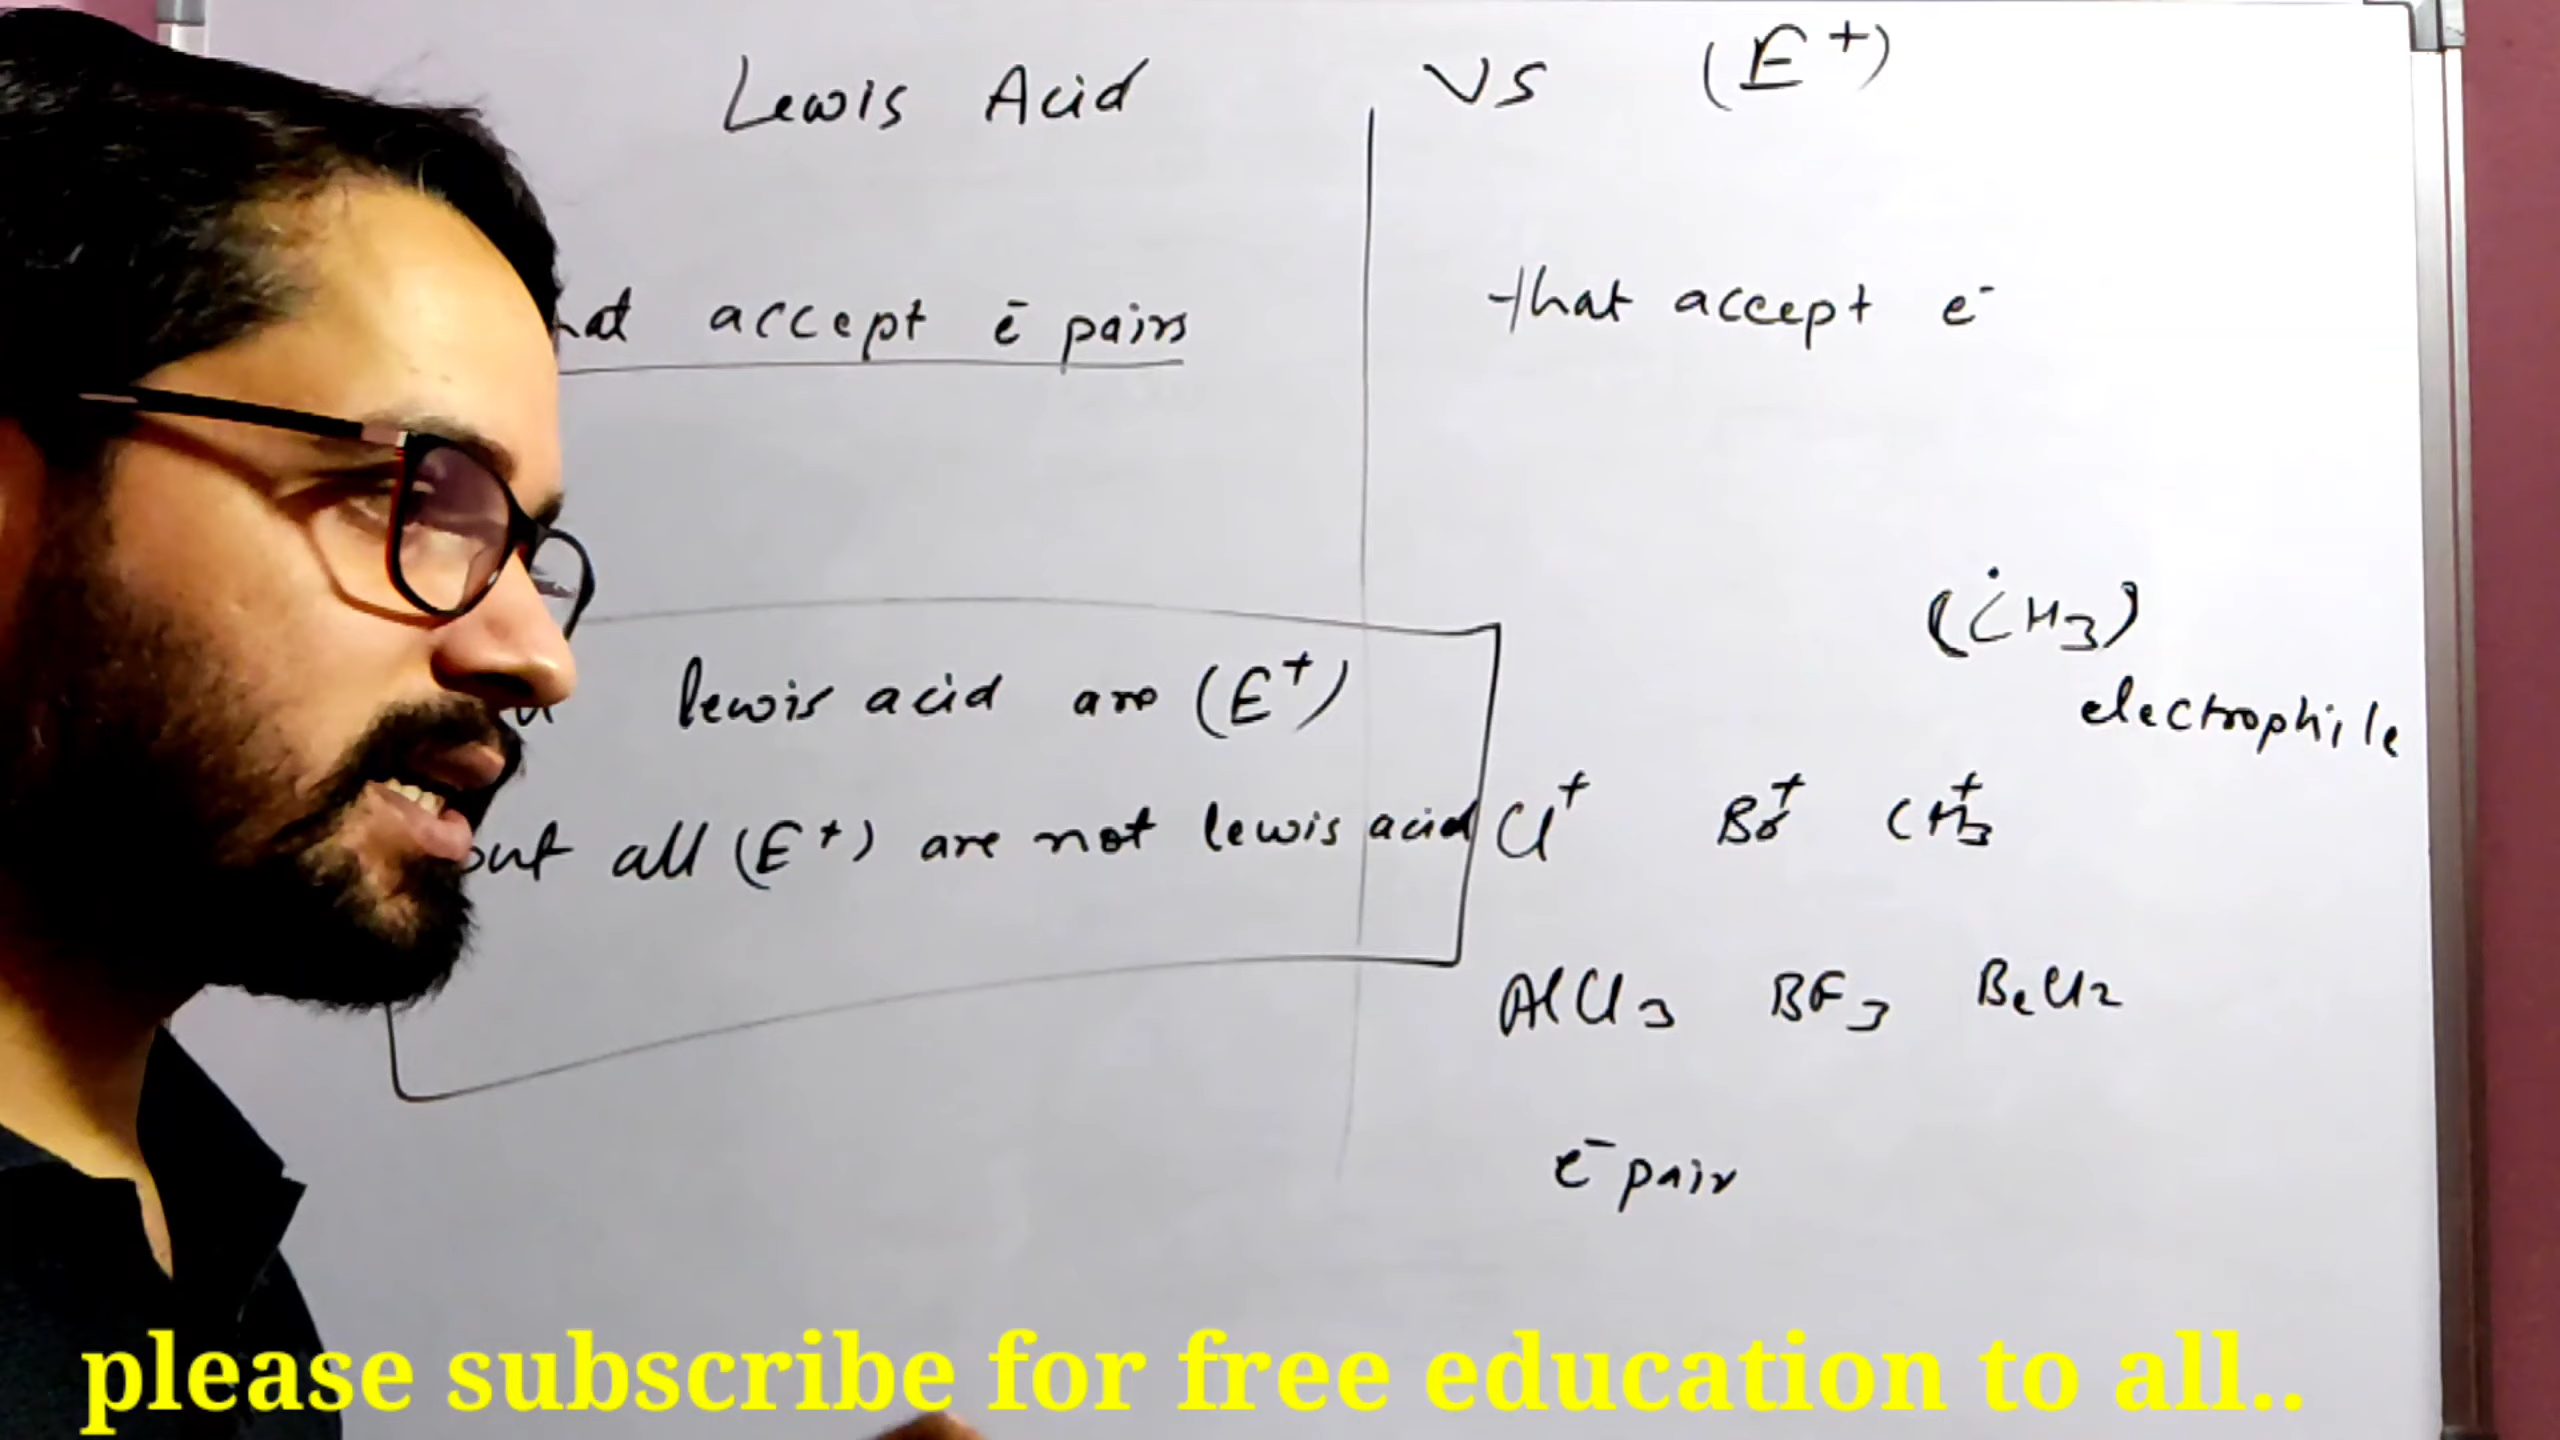 Lewis Acid VS (E⁺)
accept e⁻ pairs
that accept e⁻
(ĊH₃)
electrophile
lewis acid are (E⁺)
but all (E⁺) are not lewis acid
Cl⁺ Br⁺ CH₃⁺
AlCl₃ BF₃ BeCl₂
e⁻ pair
please subscribe for free education to all..